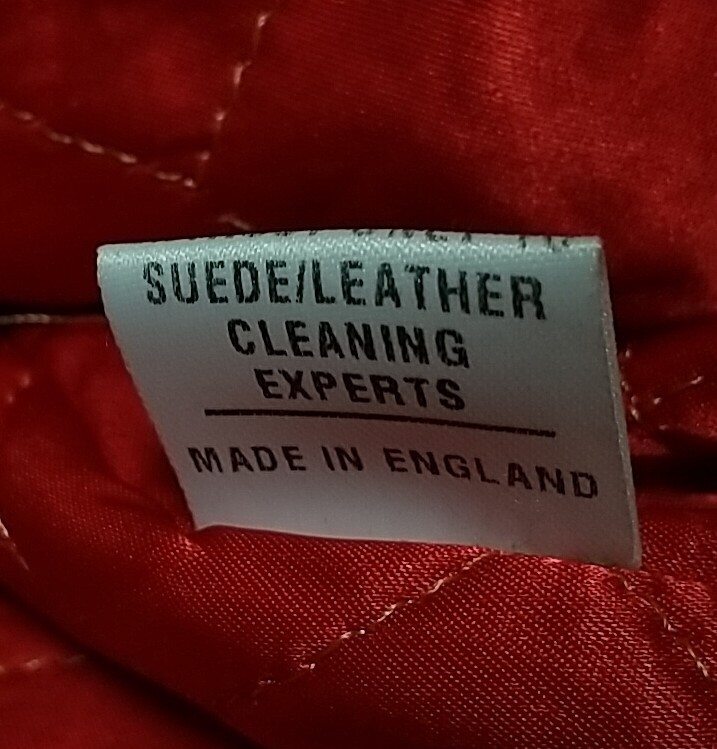 SUEDE/LEATHER
CLEANING
EXPERTS
MADE IN ENGLAND